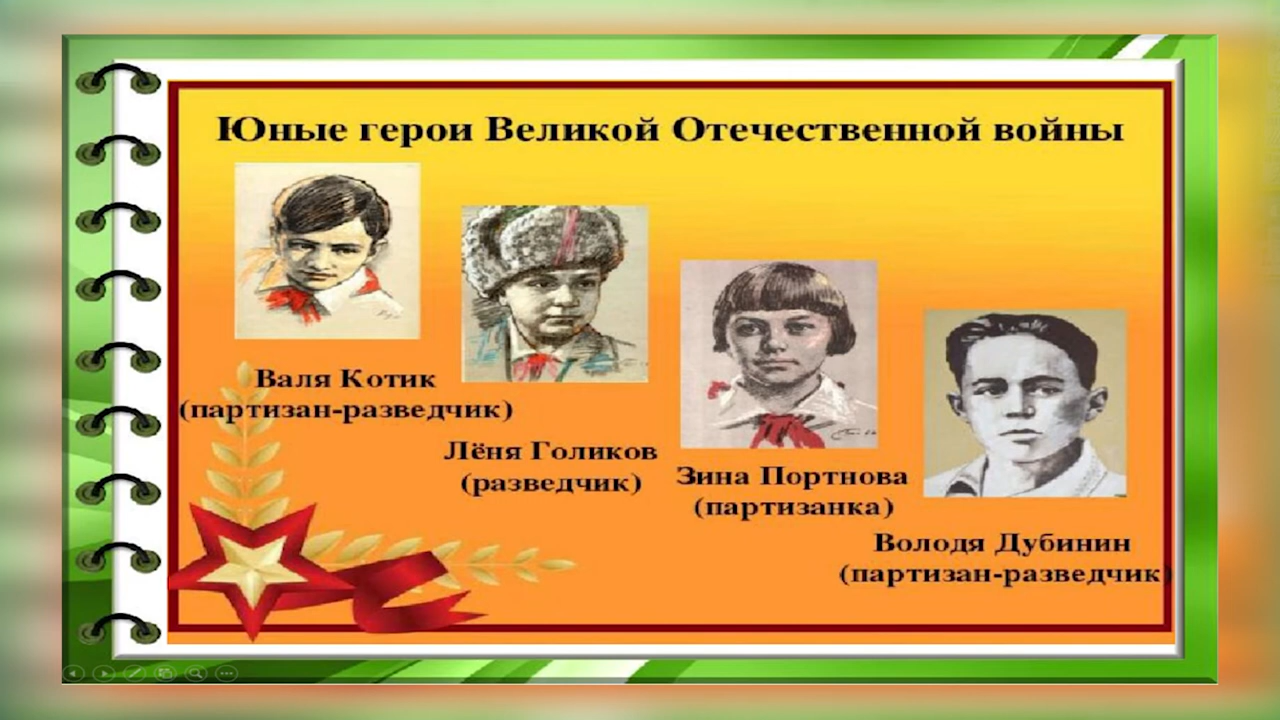 Юные герои Великой Отечественной войны
Валя Котик
(партизан-разведчик)
Лёня Голиков
(разведчик)
Зина Портнова
(партизанка)
Володя Дубинин
(партизан-разведчик)